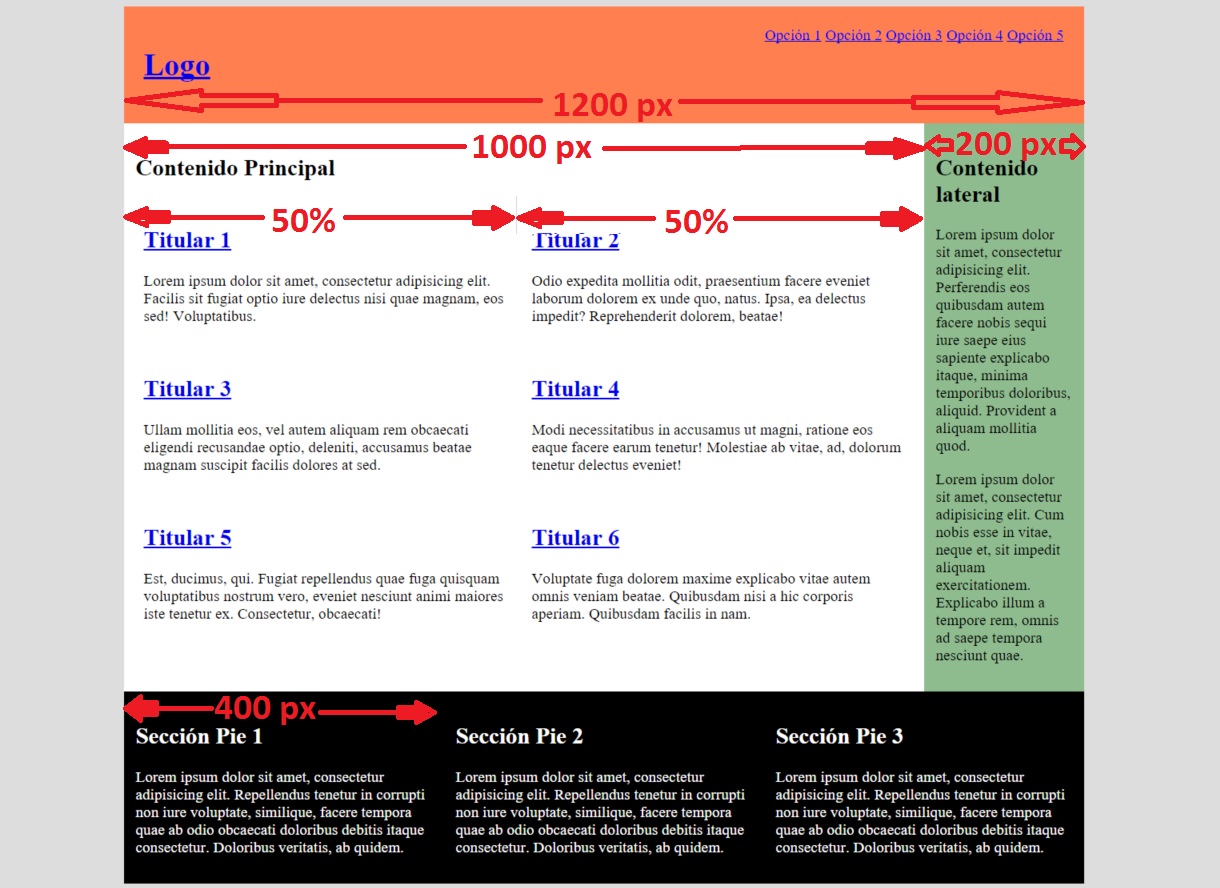 Opción 1 Opción 2 Opción 3 Opción 4 Opción 5
Logo
1200 px
1000 px
200 px
Contenido Principal
Contenido
lateral
50%
50%
Titular 1
Lorem ipsum dolor sit amet, consectetur adipisicing elit.
Facilis sit fugiat optio iure delectus nisi quae magnam, eos
sed! Voluptatibus.
Titular 2
Odio expedita mollitia odit, praesentium facere eveniet
laborum dolorem ex unde quo, natus. Ipsa, ea delectus
impedit? Reprehenderit dolorem, beatae!
Titular 3
Ullam mollitia eos, vel autem aliquam rem obcaecati
eligendi recusandae optio, deleniti, accusamus beatae
magnam suscipit facilis dolores at sed.
Titular 4
Modi necessitatibus in accusamus ut magni, ratione eos
eaque facere earum tenetur! Molestiae ab vitae, ad, dolorum
tenetur delectus eveniet!
Titular 5
Est, ducimus, qui. Fugiat repellendus quae fuga quisquam
voluptatibus nostrum vero, eveniet nesciunt animi maiores
iste tenetur ex. Consectetur, obcaecati!
Titular 6
Voluptate fuga dolorem maxime explicabo vitae autem
omnis veniam beatae. Quibusdam nisi a hic corporis
aperiam. Quibusdam facilis in nam.
Lorem ipsum dolor
sit amet, consectetur
adipisicing elit.
Perferendis eos
quibusdam autem
facere nobis sequi
iure saepe eius
sapiente explicabo
itaque, minima
temporibus doloribus,
aliquid. Provident a
aliquam mollitia
quod.
Lorem ipsum dolor
sit amet, consectetur
adipisicing elit. Cum
nobis esse in vitae,
neque et, sit impedit
aliquam
exercitationem.
Explicabo illum a
tempore rem, omnis
ad saepe tempora
nesciunt quae.
400 px
Sección Pie 1
Lorem ipsum dolor sit amet, consectetur
adipisicing elit. Repellendus tenetur in corrupti
non iure voluptate, similique, facere tempora
quae ab odio obcaecati doloribus debitis itaque
consectetur. Doloribus veritatis, ab quidem.
Sección Pie 2
Lorem ipsum dolor sit amet, consectetur
adipisicing elit. Repellendus tenetur in corrupti
non iure voluptate, similique, facere tempora
quae ab odio obcaecati doloribus debitis itaque
consectetur. Doloribus veritatis, ab quidem.
Sección Pie 3
Lorem ipsum dolor sit amet, consectetur
adipisicing elit. Repellendus tenetur in corrupti
non iure voluptate, similique, facere tempora
quae ab odio obcaecati doloribus debitis itaque
consectetur. Doloribus veritatis, ab quidem.